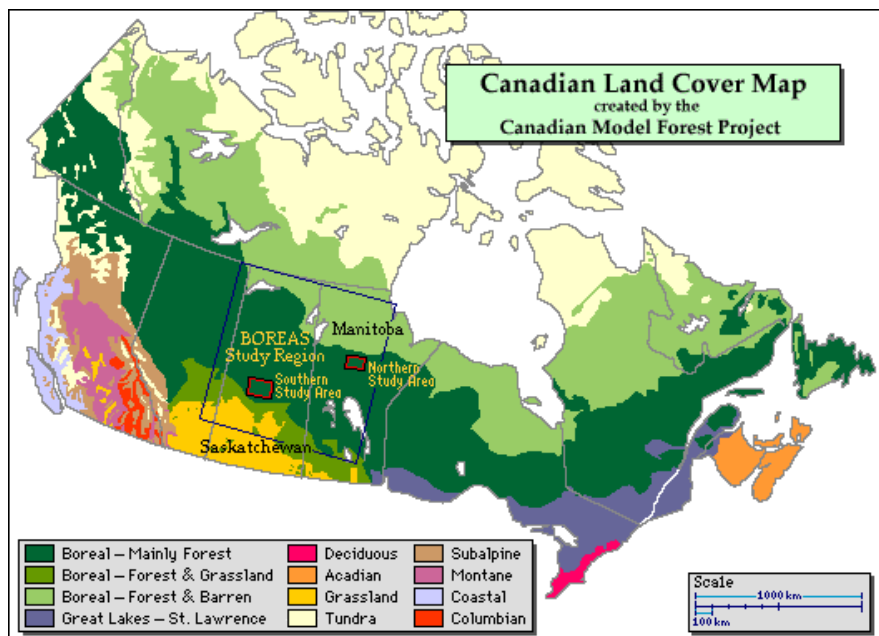 Canadian Land Cover Map
created by the
Canadian Model Forest Project
Manitoba
BOREAS
Study Region
Northern
Study Area
Southern
Study Area
Saskatchewan
Boreal – Mainly Forest
Boreal – Forest & Grassland
Boreal – Forest & Barren
Great Lakes – St. Lawrence
Deciduous
Acadian
Grassland
Tundra
Subalpine
Montane
Coastal
Columbian
Scale
1000 km
100 km